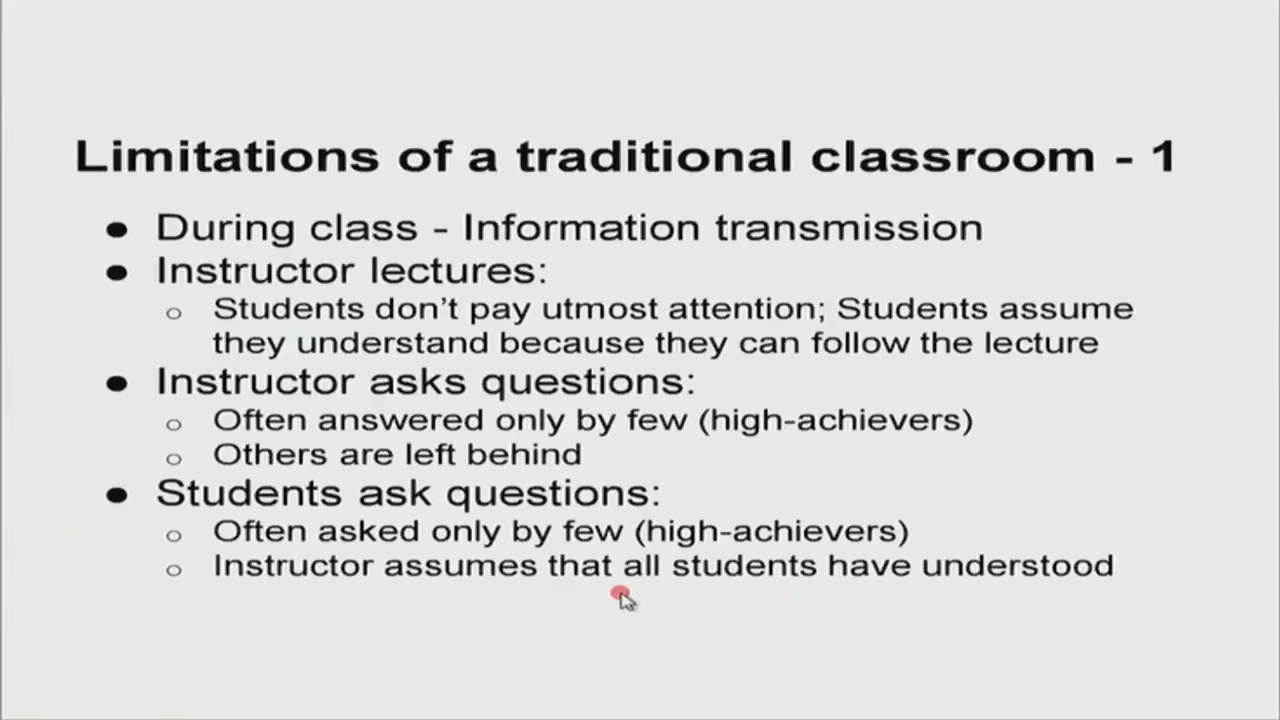 Limitations of a traditional classroom - 1
● During class - Information transmission
● Instructor lectures:
○ Students don't pay utmost attention; Students assume
they understand because they can follow the lecture
● Instructor asks questions:
○ Often answered only by few (high-achievers)
○ Others are left behind
● Students ask questions:
○ Often asked only by few (high-achievers)
○ Instructor assumes that all students have understood